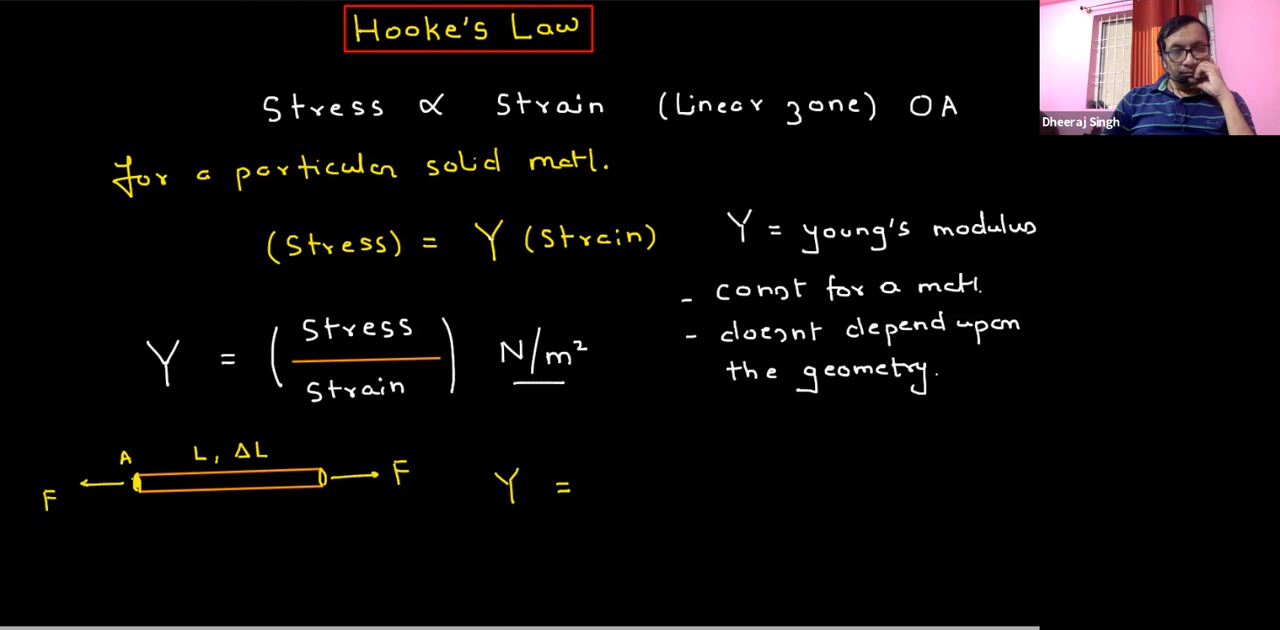 Hooke's Law
Stress ∝ Strain (Linear zone) OA
Dheeraj Singh
for a particular solid matl.
(Stress) = Y (Strain)
Y = young's modulus
- const for a matl.
- doesnt depend upon
the geometry.
Y = (Stress / Strain) N/m²
A L, ΔL
F F
Y =